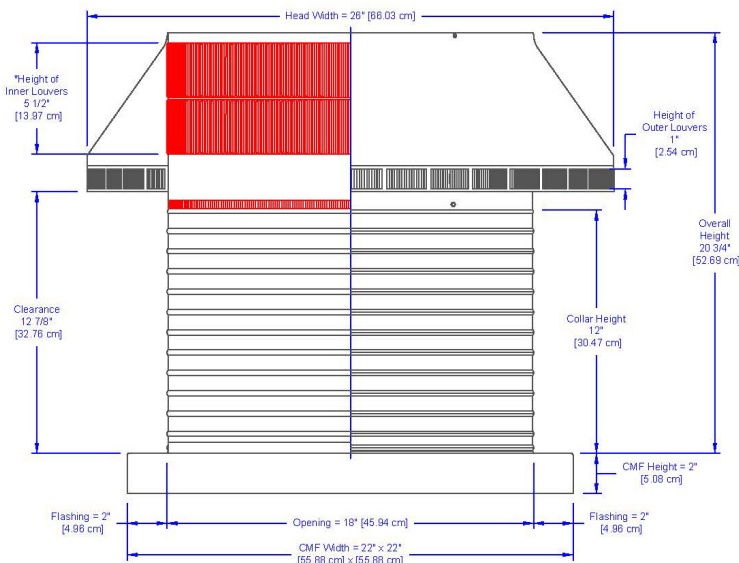 Head Width = 26" [66.03 cm]
*Height of
Inner Louvers
5 1/2"
[13.97 cm]
Height of
Outer Louvers
1"
[2.54 cm]
Overall
Height
20 3/4"
[52.69 cm]
Clearance
12 7/8"
[32.76 cm]
Collar Height
12"
[30.47 cm]
CMF Height = 2"
[5.08 cm]
Flashing = 2"
[4.96 cm]
Opening = 18" [45.94 cm]
Flashing = 2"
[4.96 cm]
CMF Width = 22" x 22"
[55.88 cm] x [55.88 cm]